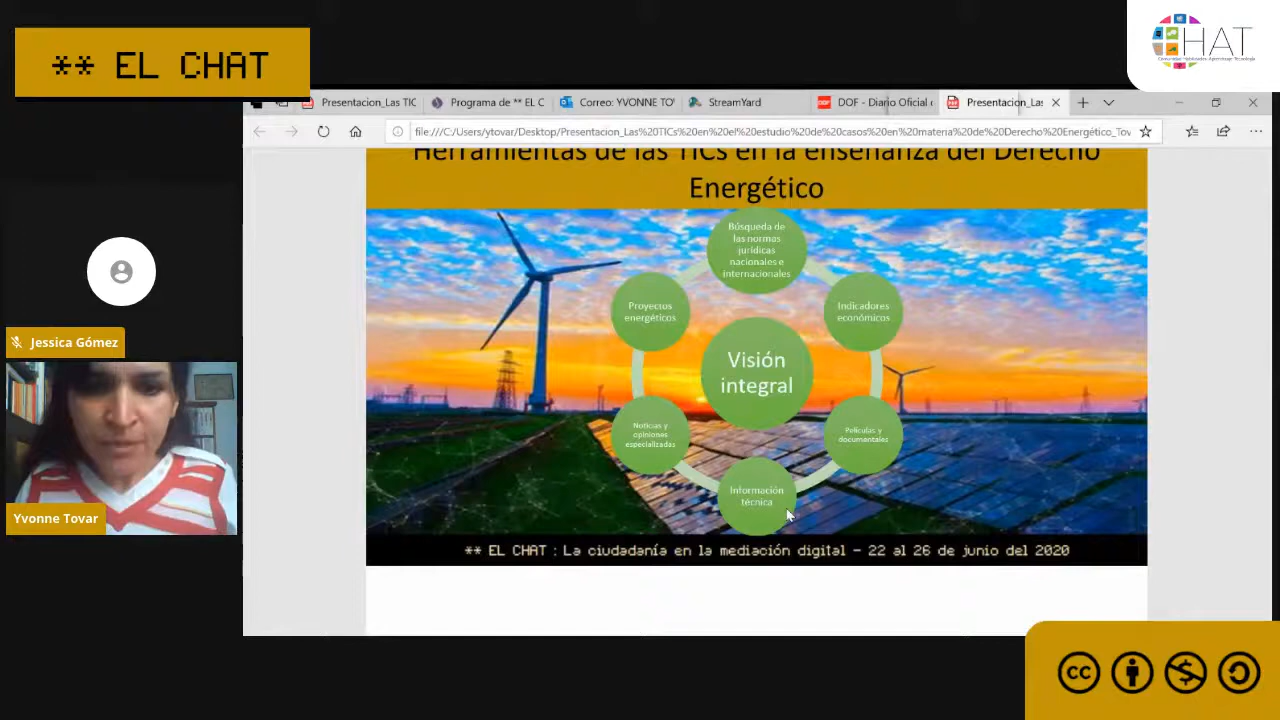 ** EL CHAT
HAT
Presentacion_Las TIC
Programa de ** EL C
Correo: YVONNE TO
StreamYard
DOF - Diario Oficial
Presentacion_Las
file:///C:/Users/ytovar/Desktop/Presentacion_Las%20TICs%20en%20el%20estudio%20de%20casos%20en%20materia%20de%20Derecho%20Energético_Tov
Herramientas de las TICs en la enseñanza del Derecho
Energético
Búsqueda de
las normas
jurídicas
nacionales e
internacionales
Proyectos
energéticos
Indicadores
económicos
Visión
integral
Noticias y
opiniones
especializadas
Películas y
documentales
Información
técnica
** EL CHAT : La ciudadanía en la mediación digital - 22 al 26 de junio del 2020
Jessica Gómez
Yvonne Tovar
cc